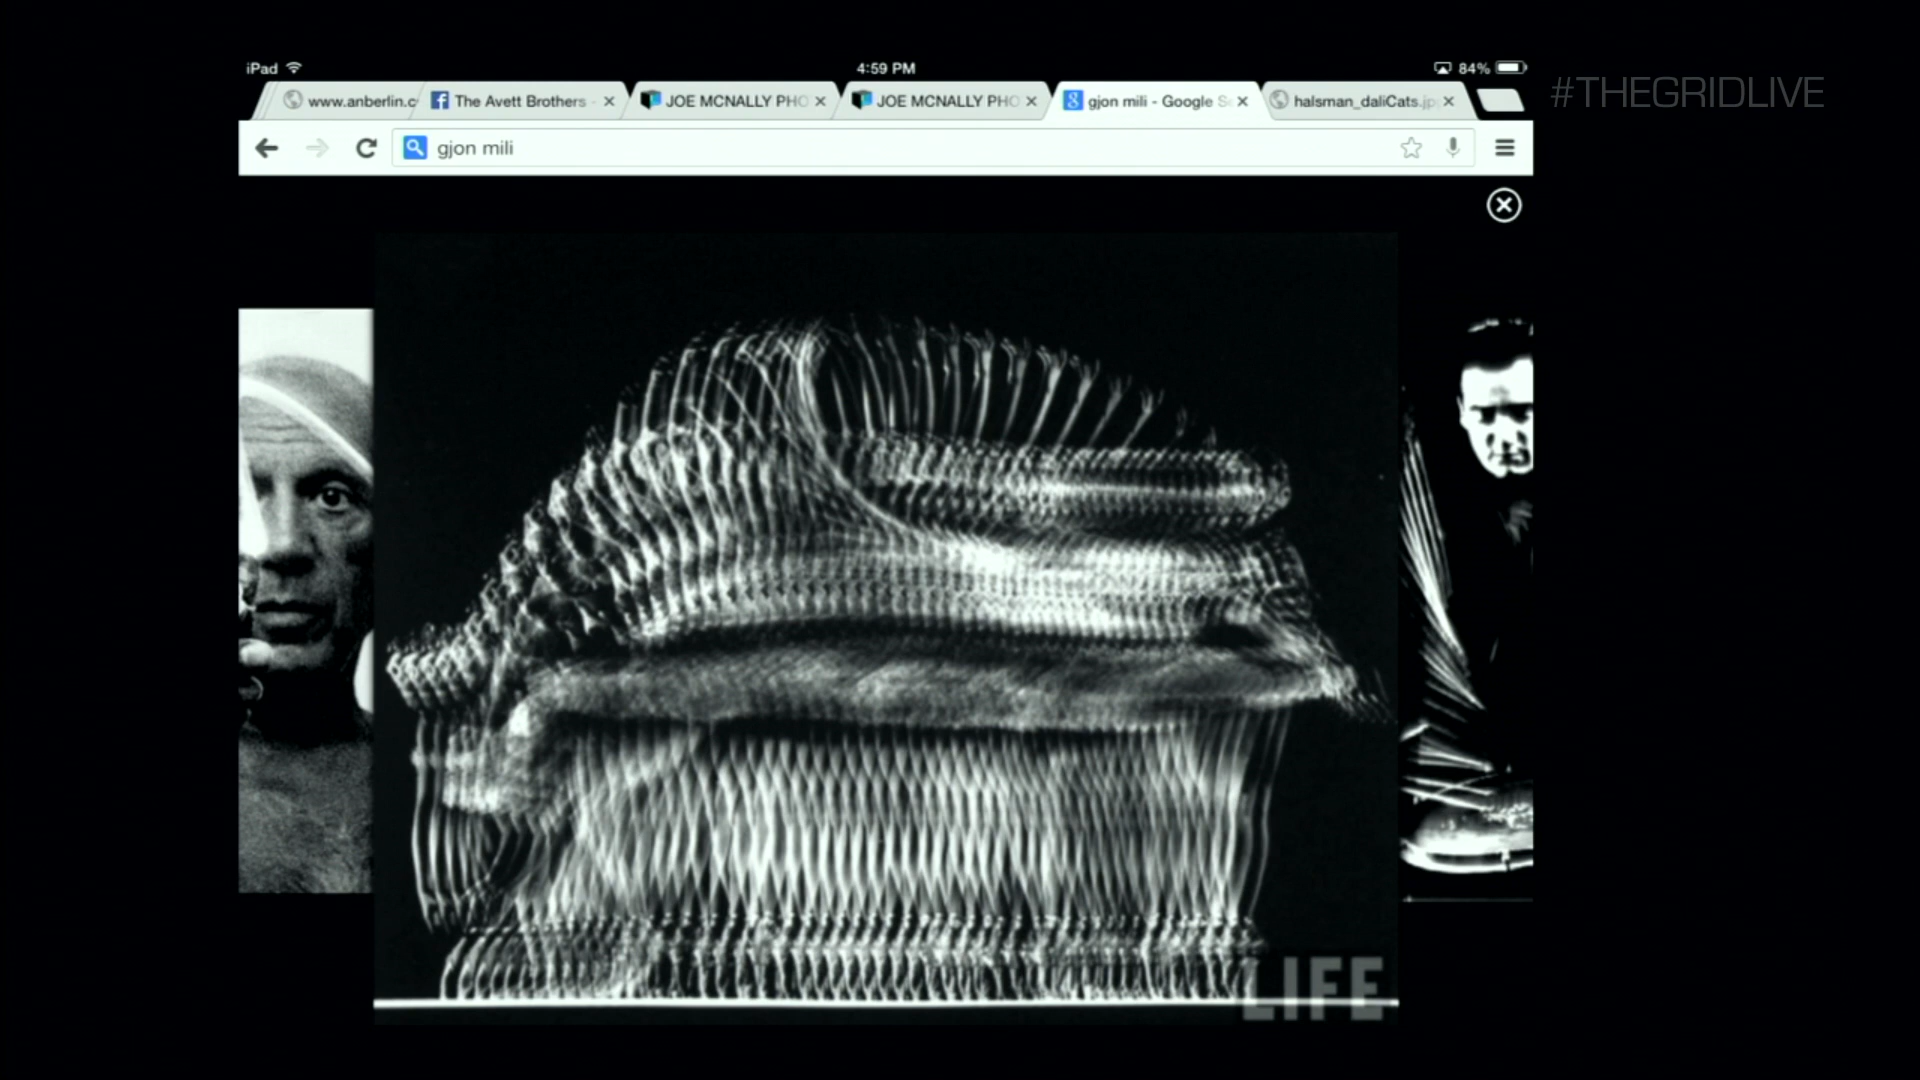 iPad
4:59 PM
84%
#THEGRIDLIVE
www.anberlin.c
The Avett Brothers -
JOE MCNALLY PHO
JOE MCNALLY PHO
gjon mili - Google S
halsman_daliCats.jp
gjon mili
LIFE